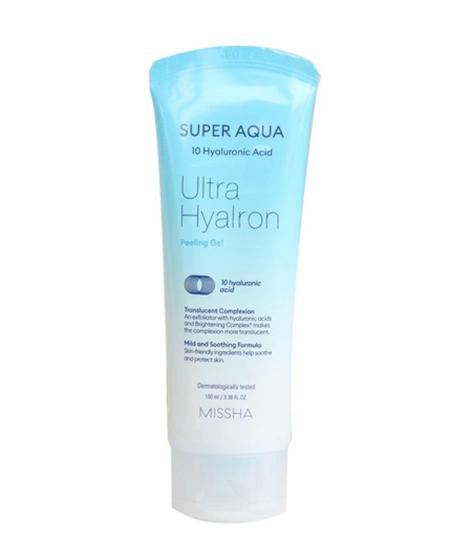 SUPER AQUA
10 Hyaluronic Acid
Ultra
Hyalron
Peeling Gel
10 hyaluronic
acid
Translucent Complexion
An exfoliator with hyaluronic acids
and Brightening Complex* makes
the complexion more translucent.
Mild and Soothing Formula
Skin-friendly ingredients help soothe
and protect skin.
Dermatologically tested
100 ml / 3.38 FL.OZ
MISSHA